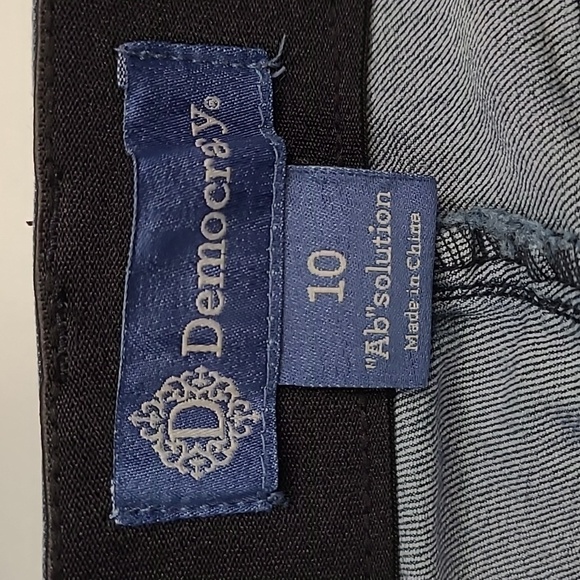 D Democracy®
10
"Ab"solution
Made in China